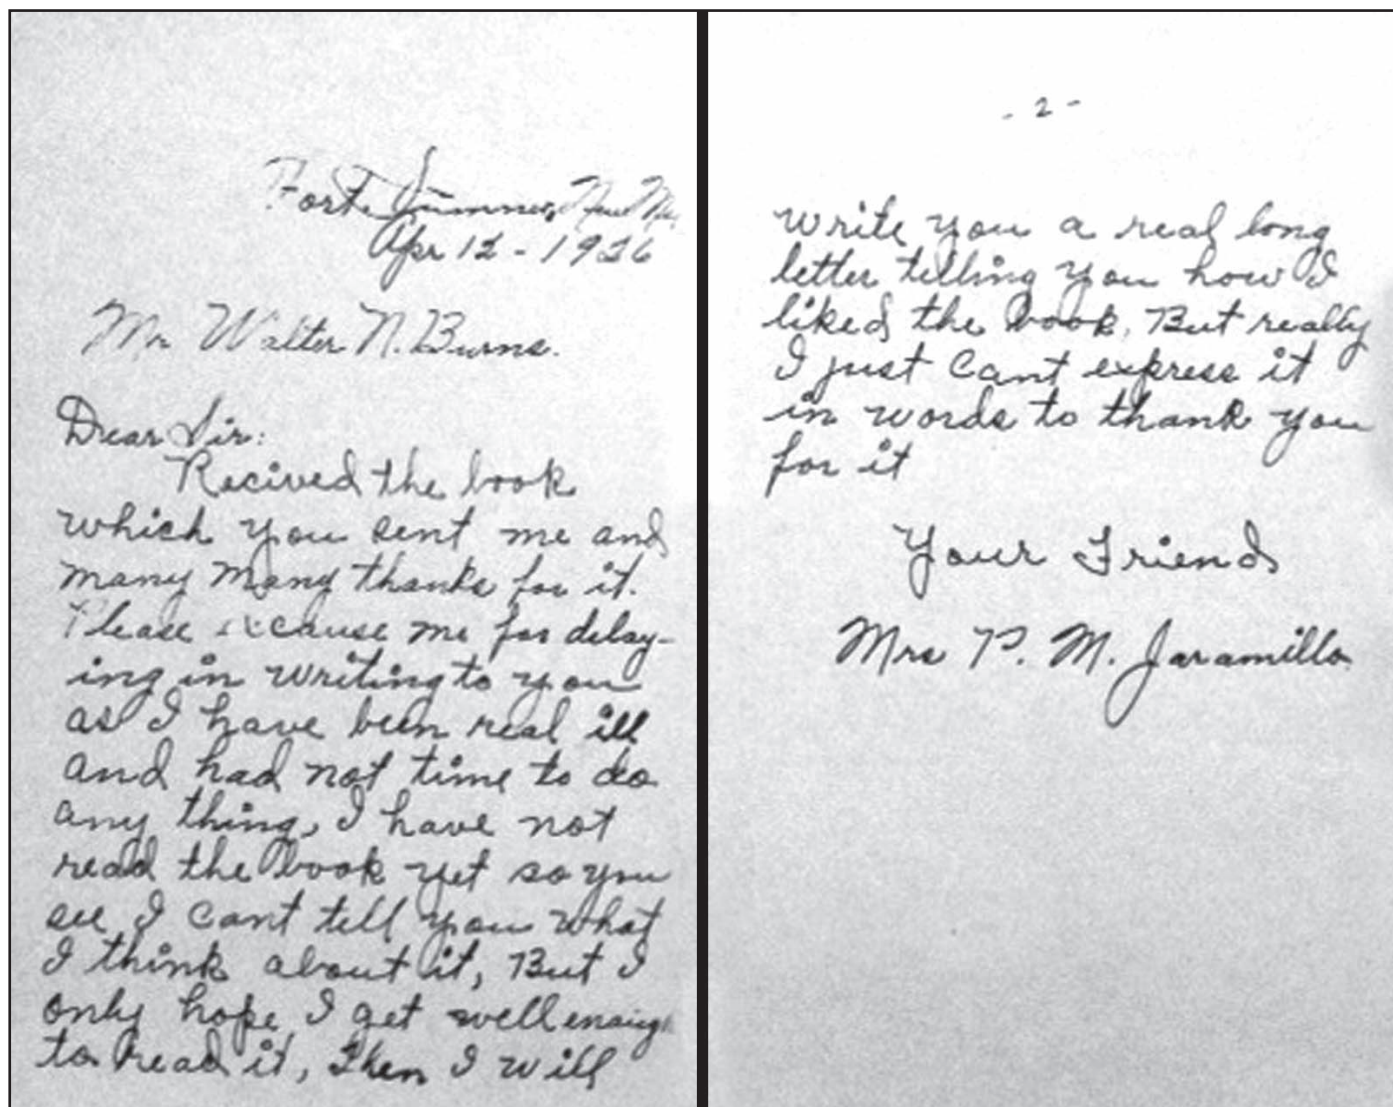 Fort Sumner, New Mex
Apr 12 - 1926
Mr Walter N. Burns.
Dear Sir:
Recived the book
which you sent me and
many many thanks for it.
Please excause me for delay-
ing in writing to you
as I have been real ill
and had not time to do
any thing, I have not
read the book yet so you
see I cant tell you what
I think about it, But I
only hope I get well enough
to read it, then I will
- 2 -
write you a real long
letter telling you how I
liked the book, But really
I just cant express it
in words to thank you
for it
Your Friend
Mrs P. M. Jaramillo